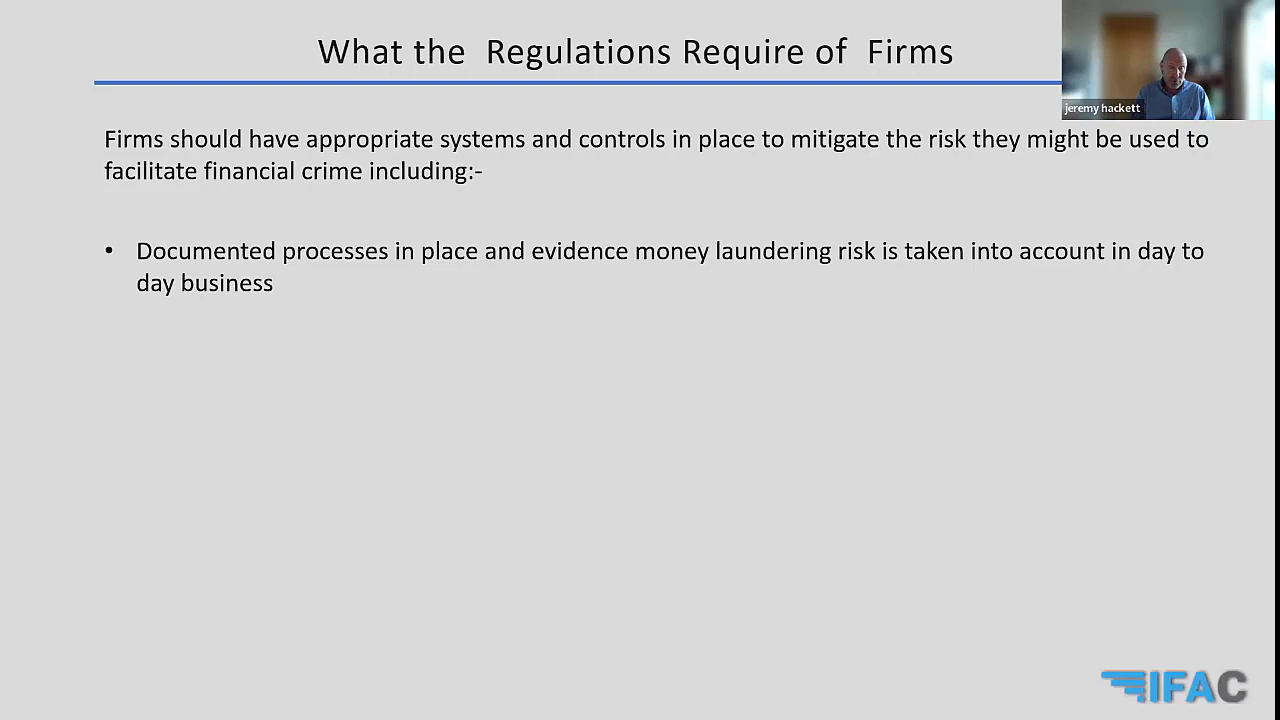 What the  Regulations Require of  Firms
jeremy hackett
Firms should have appropriate systems and controls in place to mitigate the risk they might be used to
facilitate financial crime including:-
• Documented processes in place and evidence money laundering risk is taken into account in day to
day business
IFAC